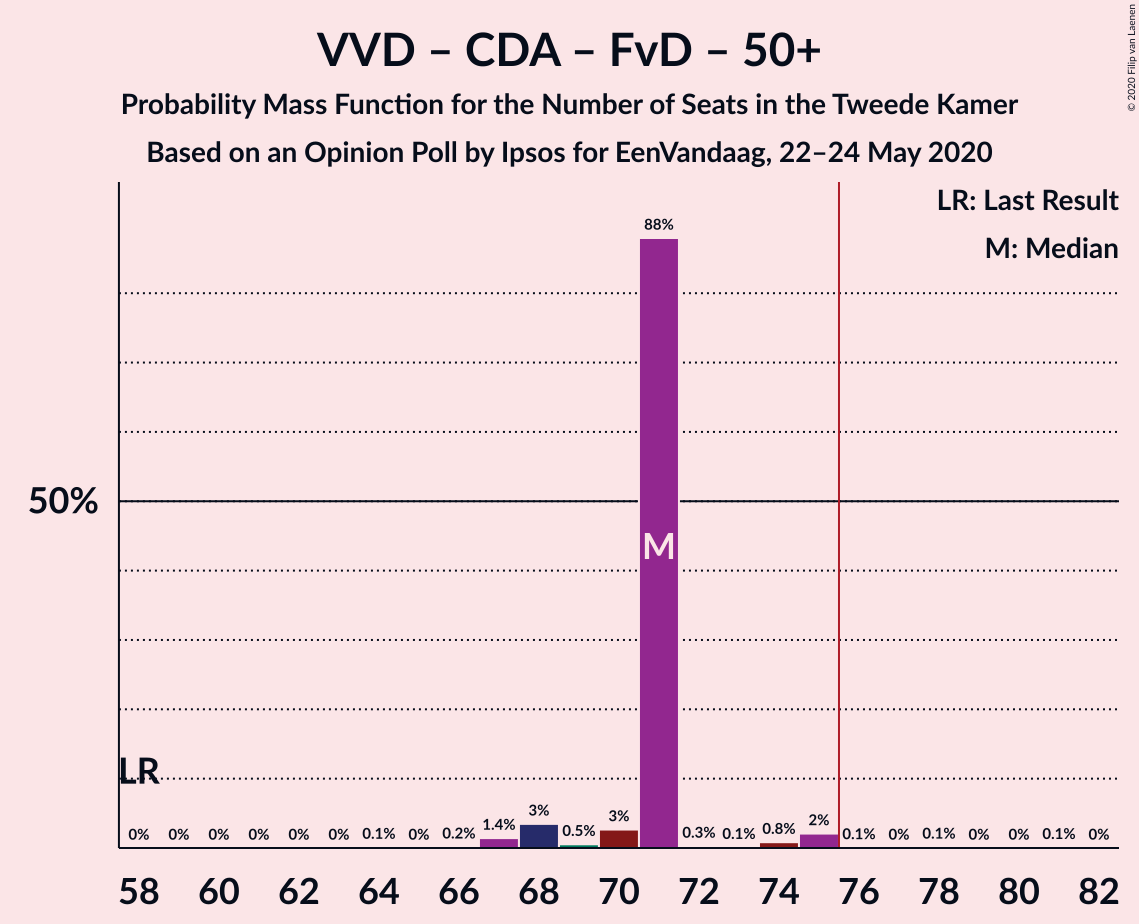 VVD – CDA – FvD – 50+
Probability Mass Function for the Number of Seats in the Tweede Kamer
Based on an Opinion Poll by Ipsos for EenVandaag, 22–24 May 2020
© 2020 Filip van Laenen
LR: Last Result
M: Median
88%
50%
M
LR
0% 0% 0% 0% 0% 0% 0.1% 0% 0.2% 1.4% 3% 0.5% 3% 0.3% 0.1% 0.8% 2% 0.1% 0% 0.1% 0% 0% 0.1% 0%
58 60 62 64 66 68 70 72 74 76 78 80 82